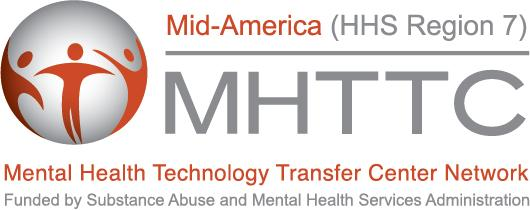 Mid-America (HHS Region 7)
MHTTC
Mental Health Technology Transfer Center Network
Funded by Substance Abuse and Mental Health Services Administration